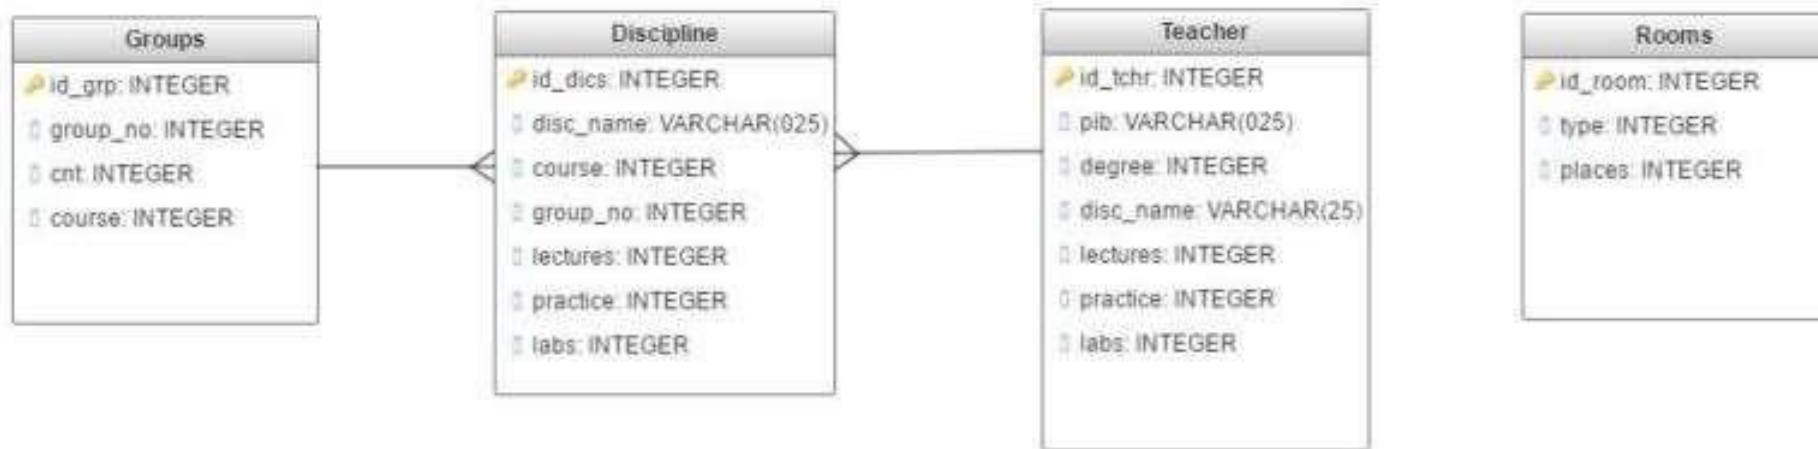 Groups
id_grp: INTEGER
group_no: INTEGER
cnt: INTEGER
course: INTEGER
Discipline
id_dics: INTEGER
disc_name: VARCHAR(025)
course: INTEGER
group_no: INTEGER
lectures: INTEGER
practice: INTEGER
labs: INTEGER
Teacher
id_tchr: INTEGER
pib: VARCHAR(025)
degree: INTEGER
disc_name: VARCHAR(25)
lectures: INTEGER
practice: INTEGER
labs: INTEGER
Rooms
id_room: INTEGER
type: INTEGER
places: INTEGER